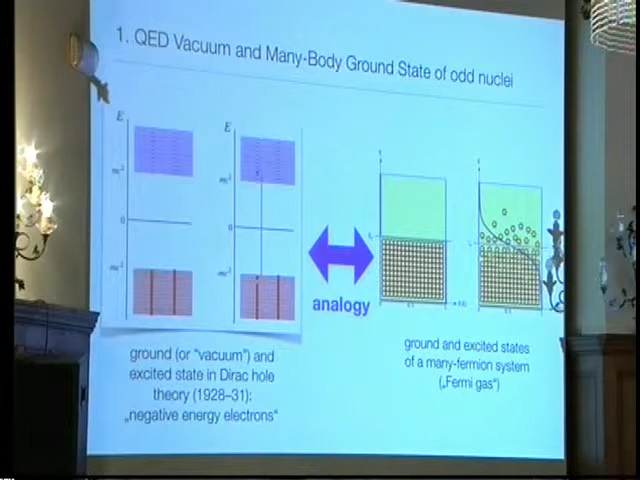 1. QED Vacuum and Many-Body Ground State of odd nuclei
E
E
mc²
mc²
0
0
analogy
ground (or "vacuum") and
excited state in Dirac hole
theory (1928–31):
„negative energy electrons“
ground and excited states
of a many-fermion system
(„Fermi gas“)